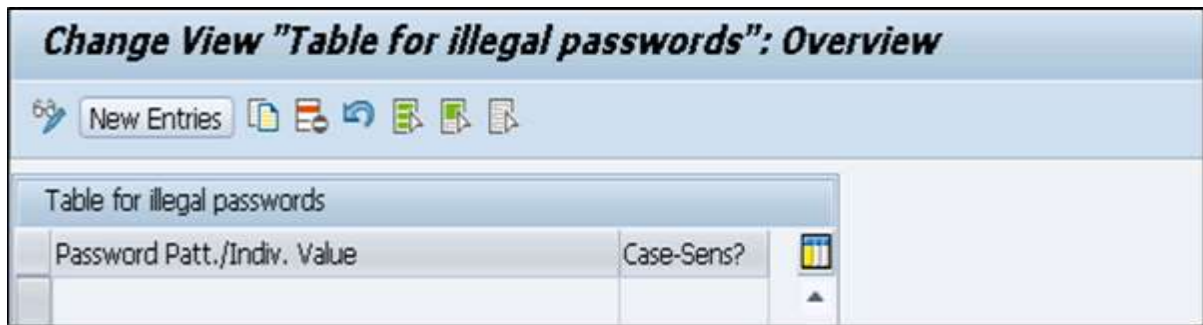 Change View "Table for illegal passwords": Overview
New Entries
Table for illegal passwords
Password Patt./Indiv. Value Case-Sens?